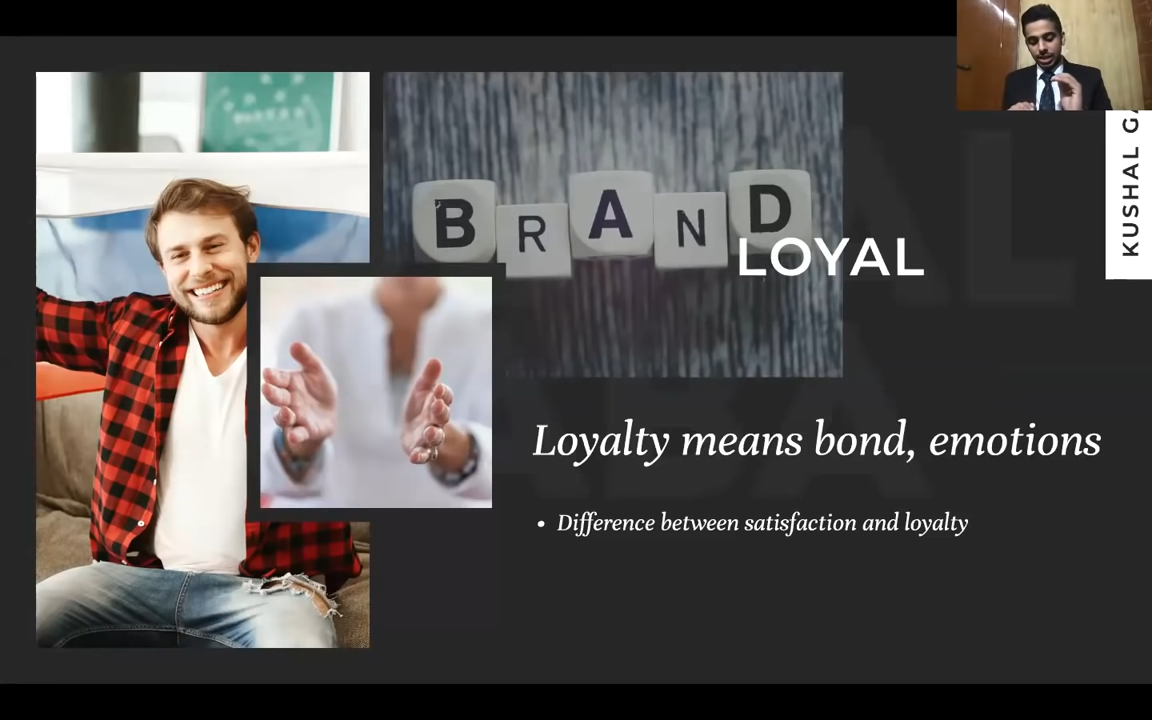 BRAND
LOYAL
KUSHAL
Loyalty means bond, emotions
• Difference between satisfaction and loyalty